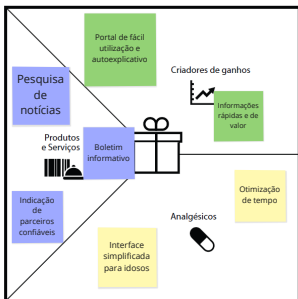 Portal de fácil
utilização e
autoexplicativo
Criadores de ganhos
Pesquisa
de
notícias
Informações
rápidas e de
valor
Produtos
e Serviços
Boletim
informativo
Otimização
de tempo
Indicação
de
parceiros
confiáveis
Analgésicos
Interface
simplificada
para idosos